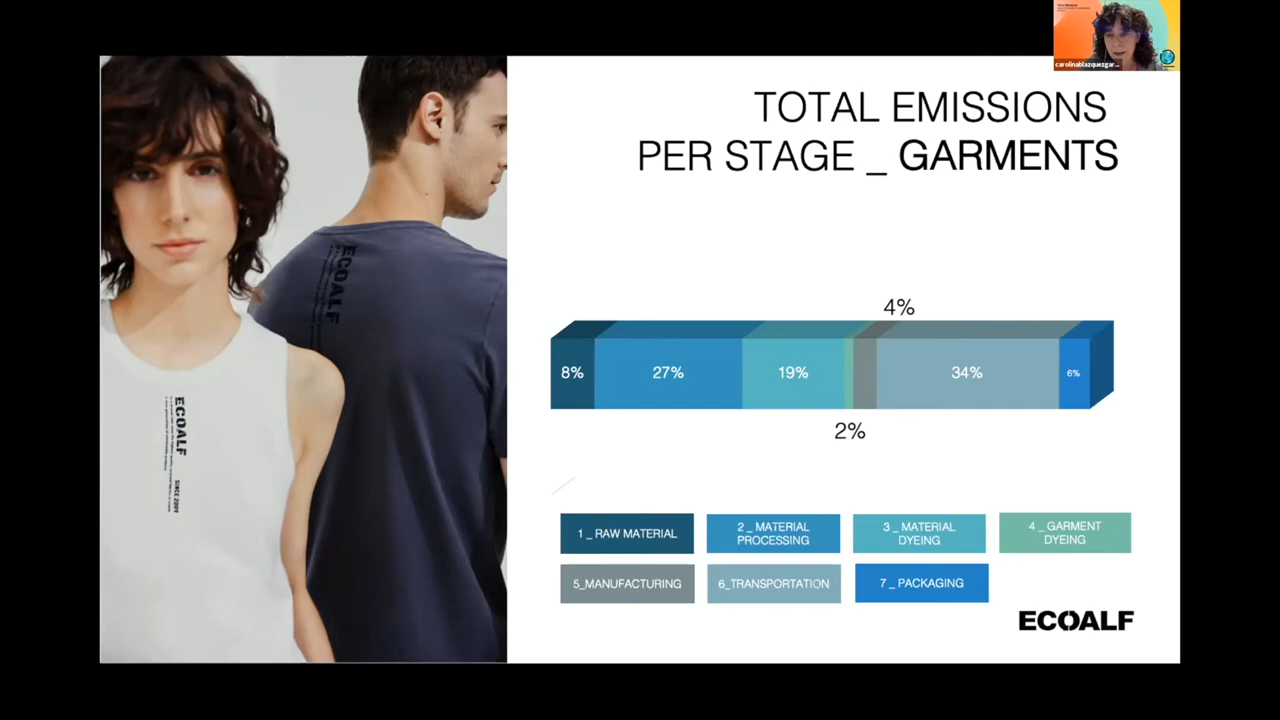 carolinablazquezgar...
TOTAL EMISSIONS
PER STAGE _ GARMENTS
4%
8%
27%
19%
34%
6%
2%
1 _ RAW MATERIAL
2 _ MATERIAL
PROCESSING
3 _ MATERIAL
DYEING
4 _ GARMENT
DYEING
5_MANUFACTURING
6_TRANSPORTATION
7 _ PACKAGING
ECOALF
ECOALF
ECOALF
SINCE 2009